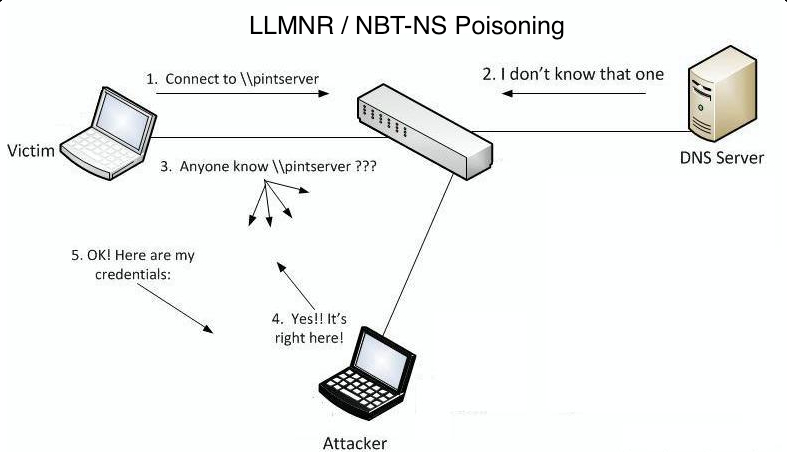 LLMNR / NBT-NS Poisoning
1. Connect to \\pintserver
2. I don't know that one
Victim
DNS Server
3. Anyone know \\pintserver ???
5. OK! Here are my
credentials:
4. Yes!! It's
right here!
Attacker